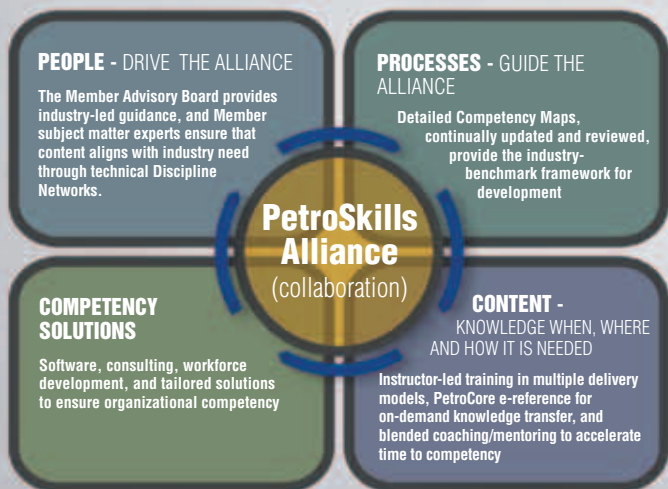 PEOPLE - DRIVE THE ALLIANCE
The Member Advisory Board provides
industry-led guidance, and Member
subject matter experts ensure that
content aligns with industry need
through technical Discipline
Networks.
PROCESSES - GUIDE THE
ALLIANCE
Detailed Competency Maps,
continually updated and reviewed,
provide the industry-
benchmark framework for
development
PetroSkills
Alliance
(collaboration)
COMPETENCY
SOLUTIONS
Software, consulting, workforce
development, and tailored solutions
to ensure organizational competency
CONTENT -
KNOWLEDGE WHEN, WHERE
AND HOW IT IS NEEDED
Instructor-led training in multiple delivery
models, PetroCore e-reference for
on-demand knowledge transfer, and
blended coaching/mentoring to accelerate
time to competency